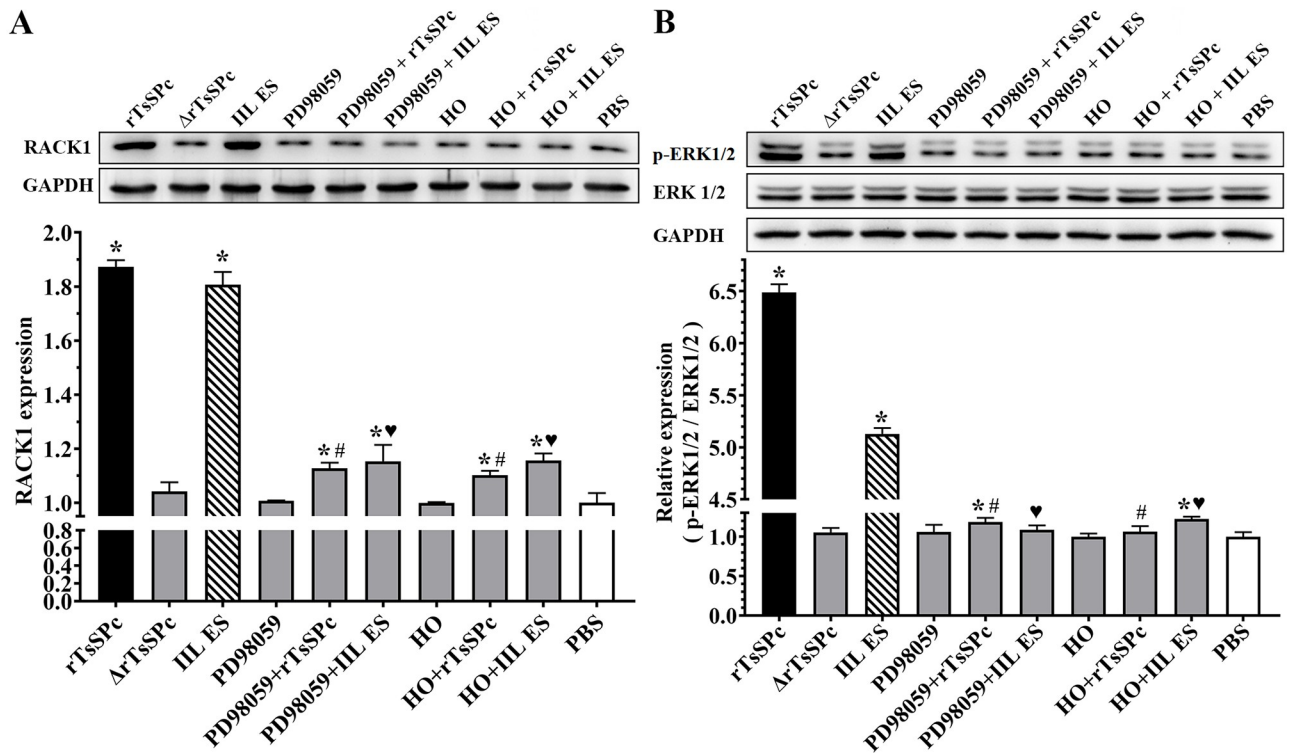 A
rTsSPc
ΔrTsSPc
IIL ES
PD98059
PD98059 + rTsSPc
PD98059 + IIL ES
HO
HO + rTsSPc
HO + IIL ES
PBS
RACK1
GAPDH
RACK1 expression
2.0
1.8
1.6
1.4
1.2
1.0
0.8
0.6
0.4
0.2
0.0
*
*
*#
*♥
*#
*♥
rTsSPc
ΔrTsSPc
IIL ES
PD98059
PD98059+rTsSPc
PD98059+IIL ES
HO
HO+rTsSPc
HO+IIL ES
PBS
B
rTsSPc
ΔrTsSPc
IIL ES
PD98059
PD98059 + rTsSPc
PD98059 + IIL ES
HO
HO + rTsSPc
HO + IIL ES
PBS
p-ERK1/2
ERK 1/2
GAPDH
Relative expression
( p-ERK1/2 / ERK1/2 )
6.5
6.0
5.5
5.0
4.5
1.5
1.0
0.5
0.0
*
*
*#
♥
#
*♥
rTsSPc
ΔrTsSPc
IIL ES
PD98059
PD98059+rTsSPc
PD98059+IIL ES
HO
HO+rTsSPc
HO+IIL ES
PBS